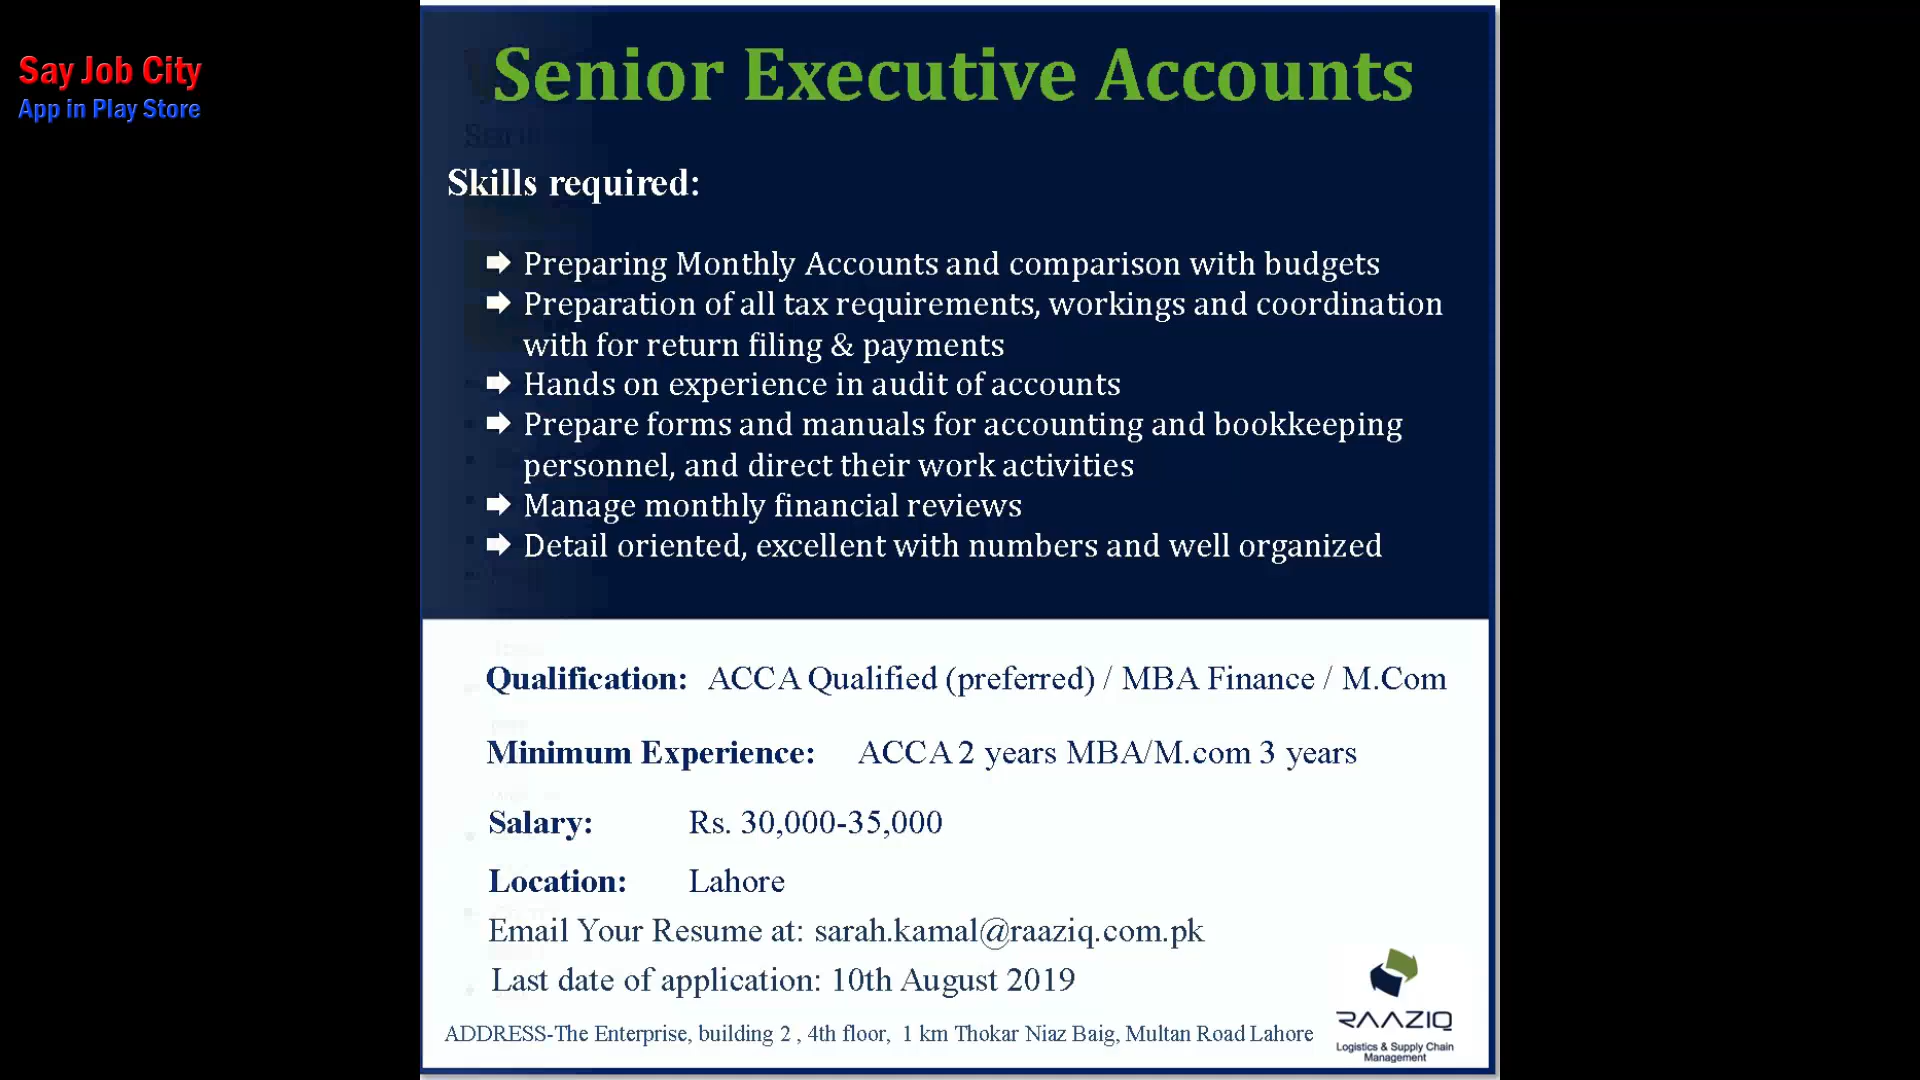 Say Job City
App in Play Store
Senior Executive Accounts
Skills required:
Preparing Monthly Accounts and comparison with budgets
Preparation of all tax requirements, workings and coordination
with for return filing & payments
Hands on experience in audit of accounts
Prepare forms and manuals for accounting and bookkeeping
personnel, and direct their work activities
Manage monthly financial reviews
Detail oriented, excellent with numbers and well organized
Qualification: ACCA Qualified (preferred) / MBA Finance / M.Com
Minimum Experience: ACCA 2 years MBA/M.com 3 years
Salary: Rs. 30,000-35,000
Location: Lahore
Email Your Resume at: sarah.kamal@raaziq.com.pk
Last date of application: 10th August 2019
ADDRESS-The Enterprise, building 2 , 4th floor, 1 km Thokar Niaz Baig, Multan Road Lahore
RAAZIQ
Logistics & Supply Chain
Management